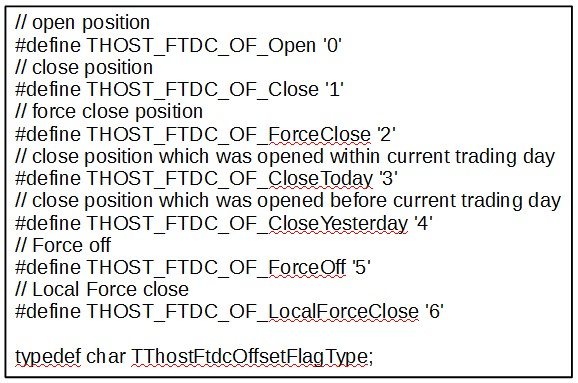 // open position
#define THOST_FTDC_OF_Open '0'
// close position
#define THOST_FTDC_OF_Close '1'
// force close position
#define THOST_FTDC_OF_ForceClose '2'
// close position which was opened within current trading day
#define THOST_FTDC_OF_CloseToday '3'
// close position which was opened before current trading day
#define THOST_FTDC_OF_CloseYesterday '4'
// Force off
#define THOST_FTDC_OF_ForceOff '5'
// Local Force close
#define THOST_FTDC_OF_LocalForceClose '6'
typedef char TThostFtdcOffsetFlagType;